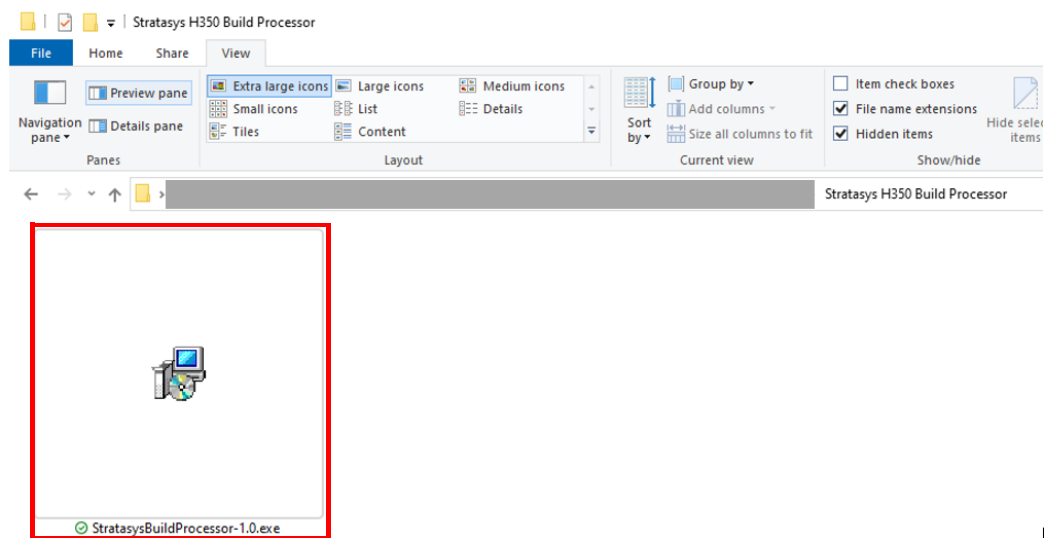 Stratasys H350 Build Processor
File Home Share View
Preview pane
Details pane
Navigation
pane
Extra large icons Large icons Medium icons
Small icons List Details
Tiles Content
Sort
by
Group by
Add columns
Size all columns to fit
Item check boxes
File name extensions
Hidden items
Hide
items
Panes Layout Current view Show/hide
Stratasys H350 Build Processor
StratasysBuildProcessor-1.0.exe